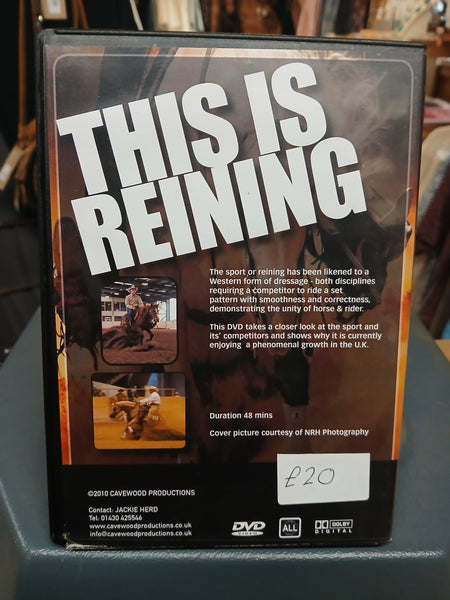 THIS IS
REINING
The sport or reining has been likened to a
Western form of dressage - both disciplines
requiring a competitor to ride a set
pattern with smoothness and correctness,
demonstrating the unity of horse & rider.
This DVD takes a closer look at the sport and
its' competitors and shows why it is currently
enjoying a phenomenal growth in the U.K.
Duration 48 mins
Cover picture courtesy of NRH Photography
£20
©2010 CAVEWOOD PRODUCTIONS
Contact: JACKIE HERD
Tel. 01430 425546
www.cavewoodproductions.co.uk
info@cavewoodproductions.co.uk
DVD
VIDEO
ALL
DOLBY
DIGITAL